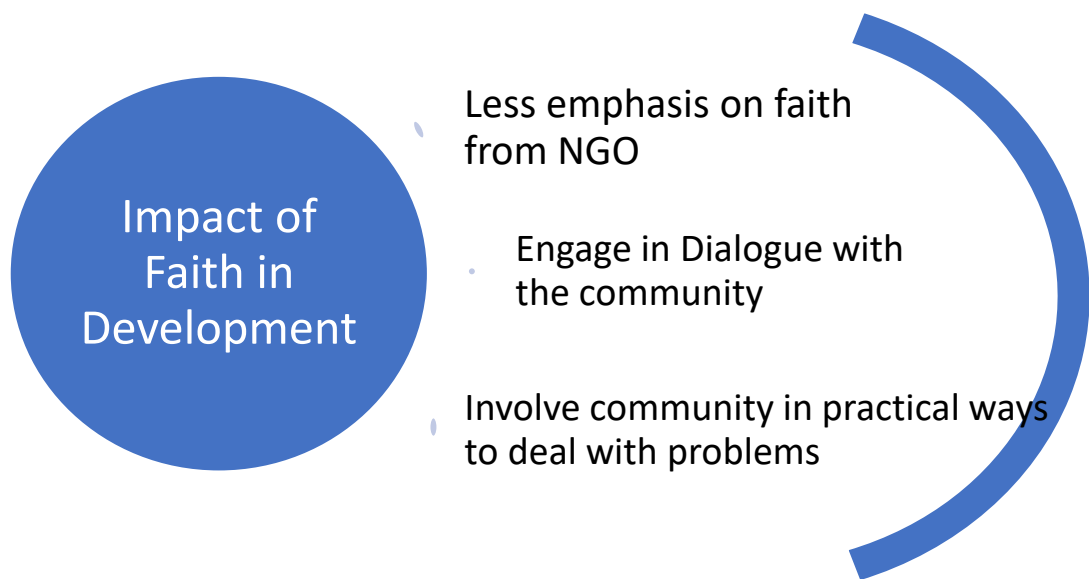 Impact of
Faith in
Development
Less emphasis on faith
from NGO
Engage in Dialogue with
the community
Involve community in practical ways
to deal with problems